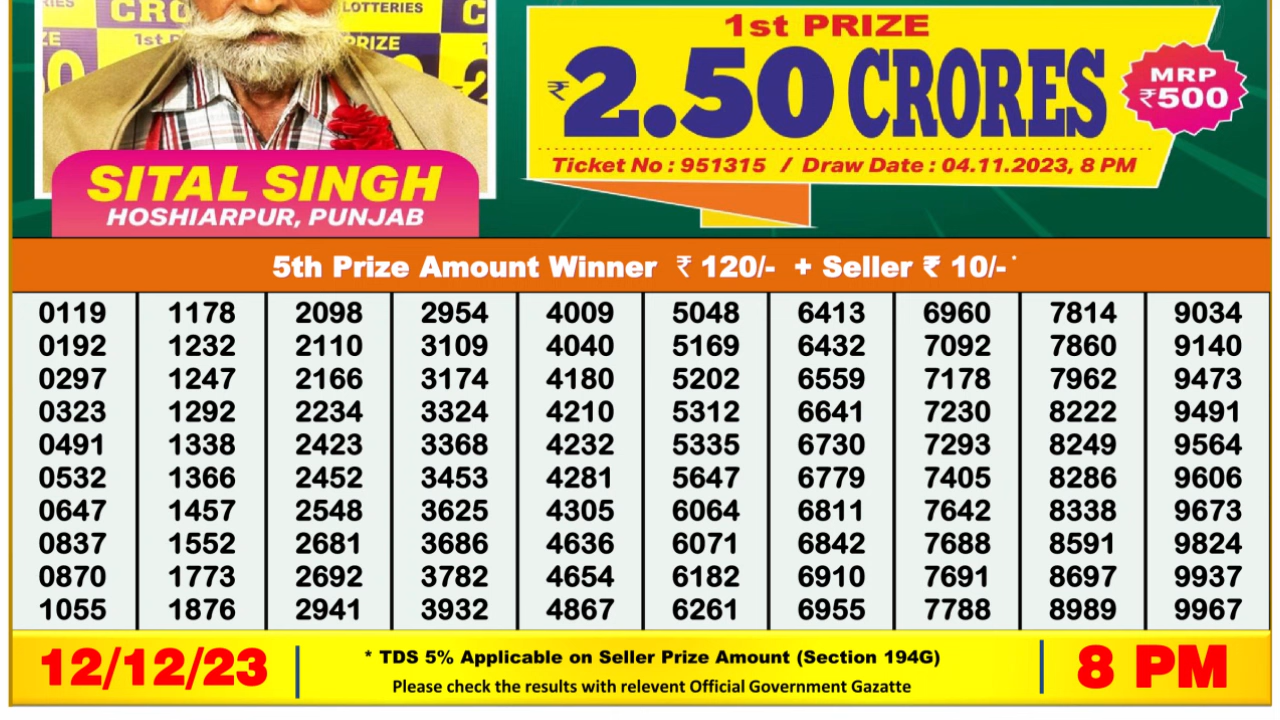 RIES
CRO
LOTTERIES
C
ZE
1st P
RIZE
1
0
2
1st PRIZE
₹2.50 CRORES
MRP
₹500
Ticket No : 951315 / Draw Date : 04.11.2023, 8 PM
SITAL SINGH
HOSHIARPUR, PUNJAB
5th Prize Amount Winner ₹ 120/- + Seller ₹ 10/-*
0119 1178 2098 2954 4009 5048 6413 6960 7814 9034
0192 1232 2110 3109 4040 5169 6432 7092 7860 9140
0297 1247 2166 3174 4180 5202 6559 7178 7962 9473
0323 1292 2234 3324 4210 5312 6641 7230 8222 9491
0491 1338 2423 3368 4232 5335 6730 7293 8249 9564
0532 1366 2452 3453 4281 5647 6779 7405 8286 9606
0647 1457 2548 3625 4305 6064 6811 7642 8338 9673
0837 1552 2681 3686 4636 6071 6842 7688 8591 9824
0870 1773 2692 3782 4654 6182 6910 7691 8697 9937
1055 1876 2941 3932 4867 6261 6955 7788 8989 9967
12/12/23
* TDS 5% Applicable on Seller Prize Amount (Section 194G)
Please check the results with relevent Official Government Gazatte
8 PM